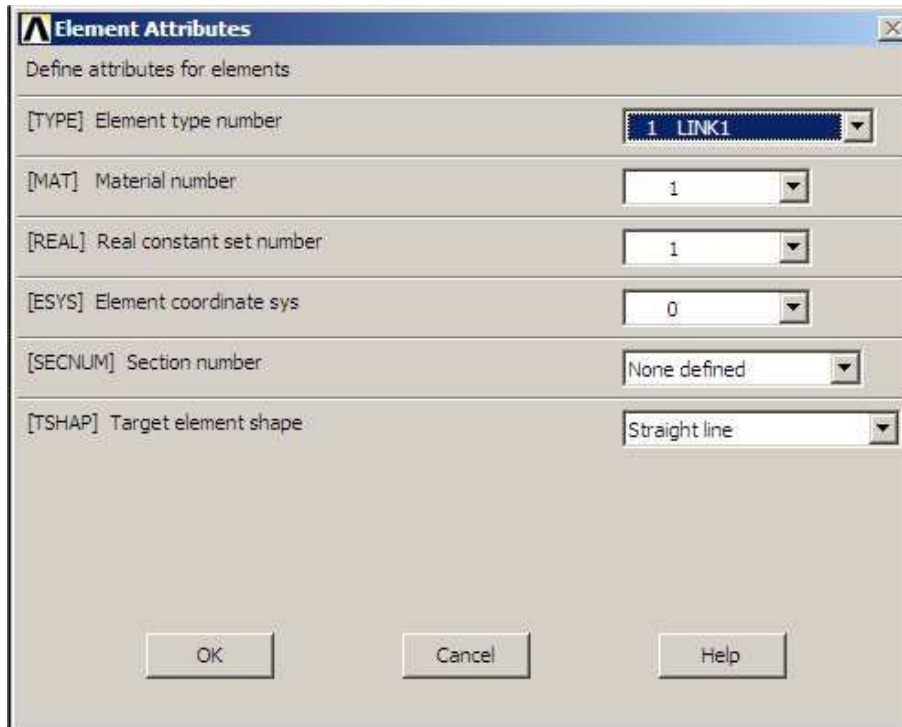 Element Attributes
Define attributes for elements
[TYPE] Element type number 1 LINK1
[MAT] Material number 1
[REAL] Real constant set number 1
[ESYS] Element coordinate sys 0
[SECNUM] Section number None defined
[TSHAP] Target element shape Straight line
OK Cancel Help